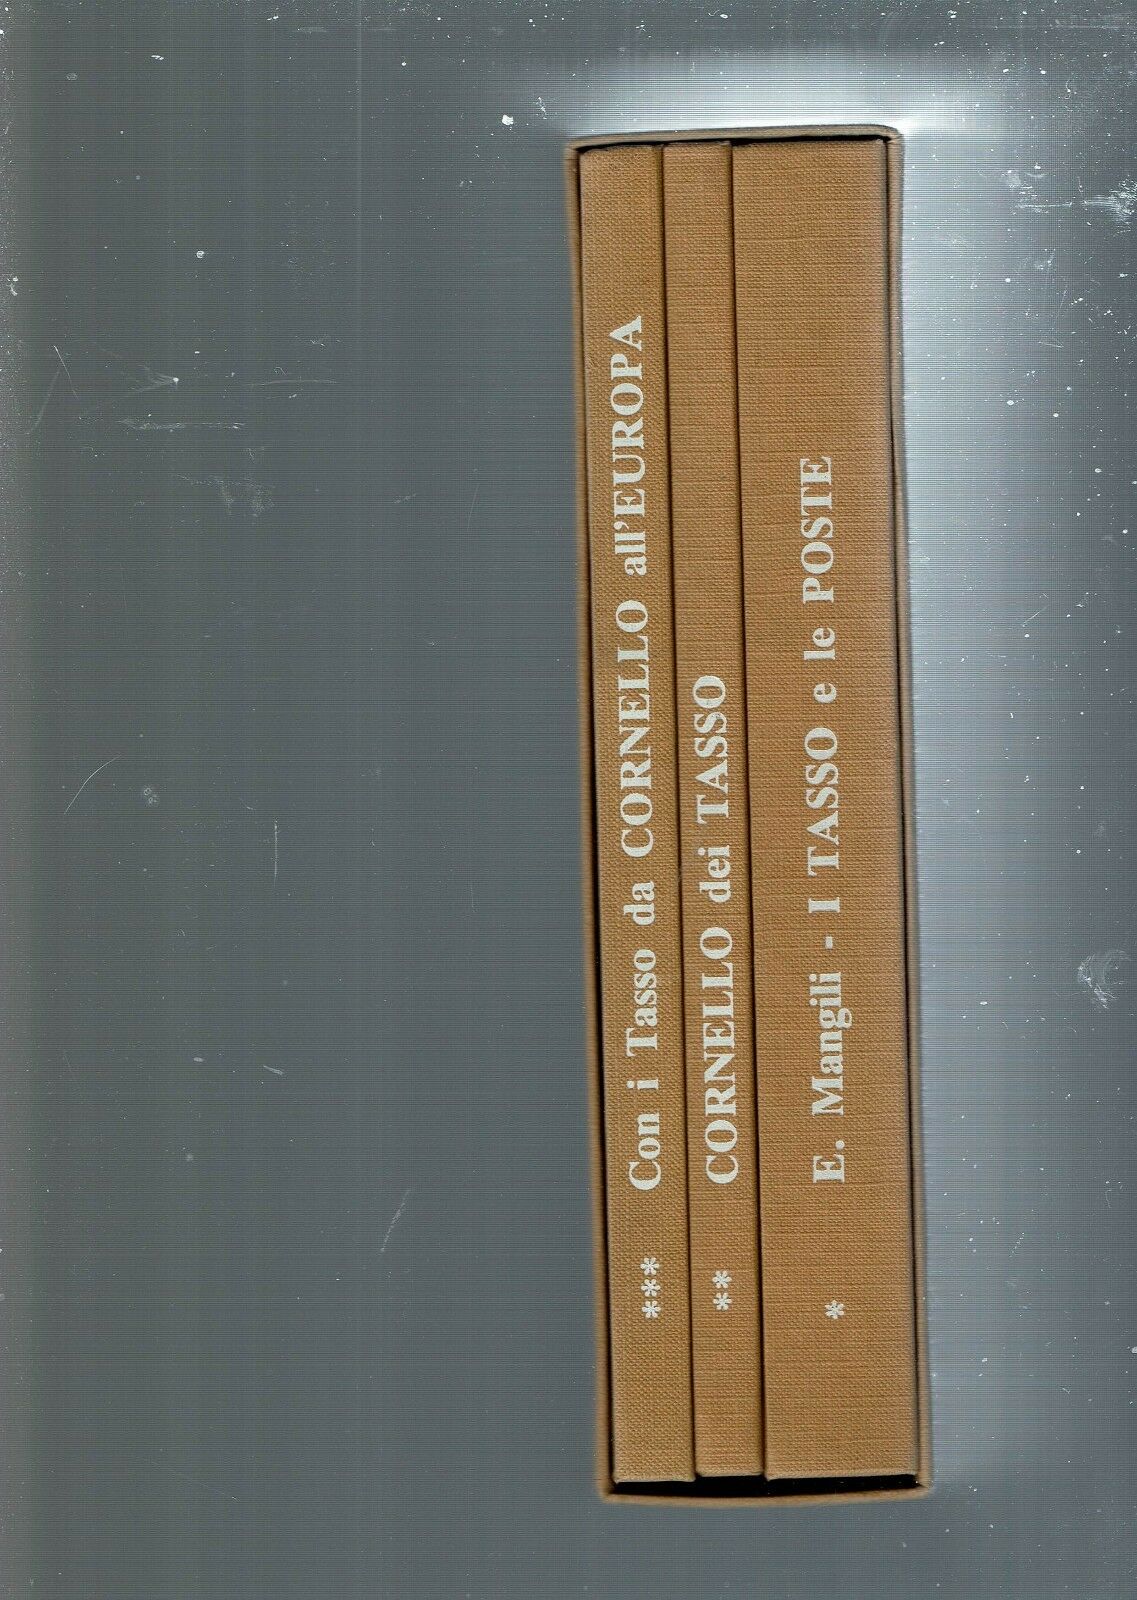 *** Con i Tasso da CORNELLO all'EUROPA
** CORNELLO dei TASSO
* E. Mangili - I TASSO e le POSTE